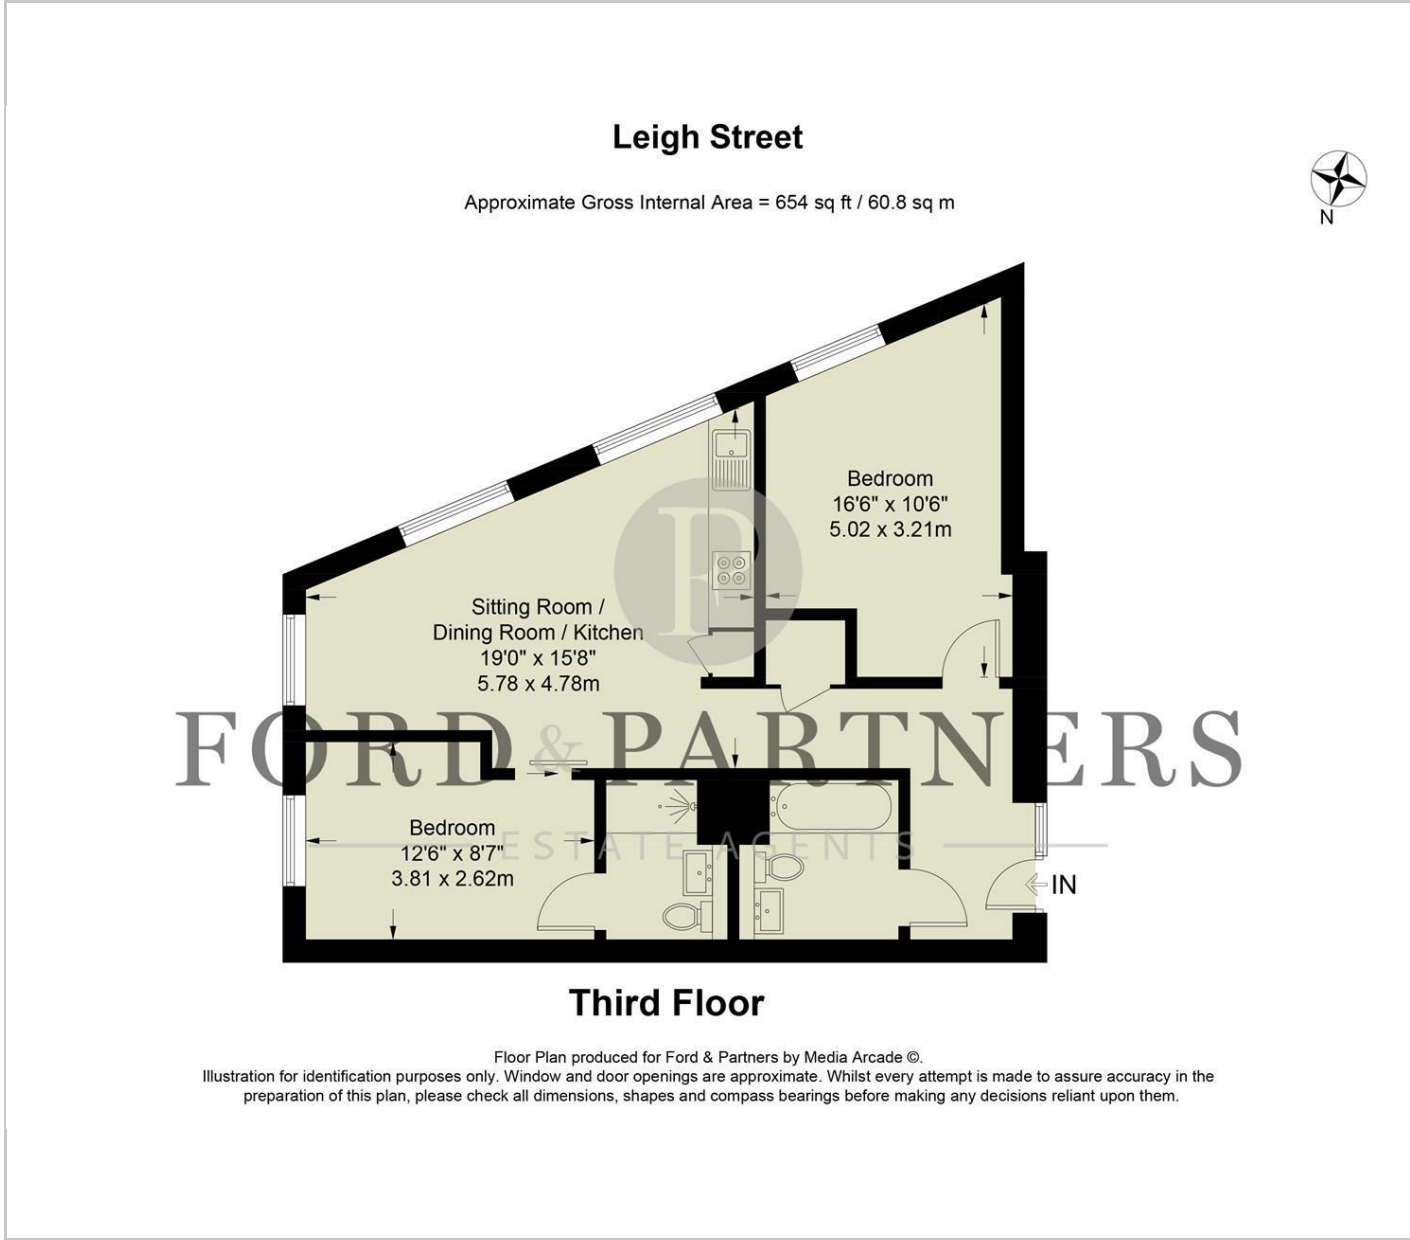 Leigh Street
Approximate Gross Internal Area = 654 sq ft / 60.8 sq m
N
Bedroom
16'6" x 10'6"
5.02 x 3.21m
Sitting Room /
Dining Room / Kitchen
19'0" x 15'8"
5.78 x 4.78m
FORD & PARTNERS
ESTATE AGENTS
Bedroom
12'6" x 8'7"
3.81 x 2.62m
IN
Third Floor
Floor Plan produced for Ford & Partners by Media Arcade ©.
Illustration for identification purposes only. Window and door openings are approximate. Whilst every attempt is made to assure accuracy in the
preparation of this plan, please check all dimensions, shapes and compass bearings before making any decisions reliant upon them.